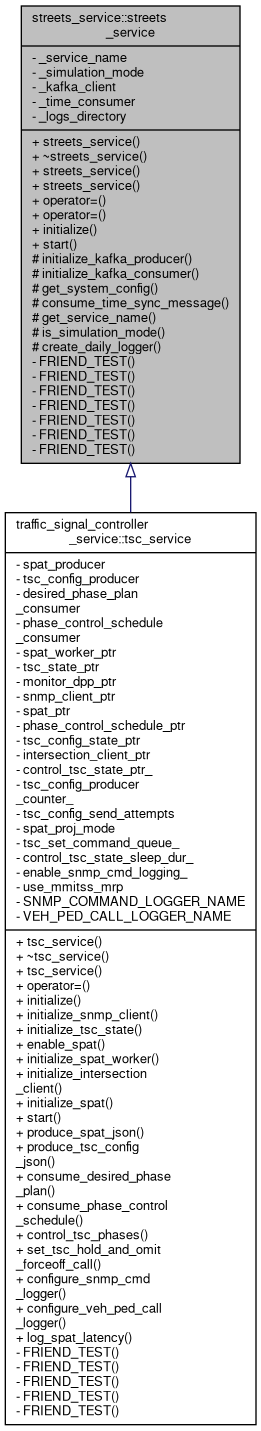 streets_service::streets
_service
- _service_name
- _simulation_mode
- _kafka_client
- _time_consumer
- _logs_directory
+ streets_service()
+ ~streets_service()
+ streets_service()
+ streets_service()
+ operator=()
+ operator=()
+ initialize()
+ start()
# initialize_kafka_producer()
# initialize_kafka_consumer()
# get_system_config()
# consume_time_sync_message()
# get_service_name()
# is_simulation_mode()
# create_daily_logger()
- FRIEND_TEST()
- FRIEND_TEST()
- FRIEND_TEST()
- FRIEND_TEST()
- FRIEND_TEST()
- FRIEND_TEST()
- FRIEND_TEST()
traffic_signal_controller
_service::tsc_service
- spat_producer
- tsc_config_producer
- desired_phase_plan
_consumer
- phase_control_schedule
_consumer
- spat_worker_ptr
- tsc_state_ptr
- monitor_dpp_ptr
- snmp_client_ptr
- spat_ptr
- phase_control_schedule_ptr
- tsc_config_state_ptr
- intersection_client_ptr
- control_tsc_state_ptr_
- tsc_config_producer
_counter_
- tsc_config_send_attempts
- spat_proj_mode
- tsc_set_command_queue_
- control_tsc_state_sleep_dur_
- enable_snmp_cmd_logging_
- use_mmitss_mrp
- SNMP_COMMAND_LOGGER_NAME
- VEH_PED_CALL_LOGGER_NAME
+ tsc_service()
+ ~tsc_service()
+ tsc_service()
+ operator=()
+ initialize()
+ initialize_snmp_client()
+ initialize_tsc_state()
+ enable_spat()
+ initialize_spat_worker()
+ initialize_intersection
_client()
+ initialize_spat()
+ start()
+ produce_spat_json()
+ produce_tsc_config
_json()
+ consume_desired_phase
_plan()
+ consume_phase_control
_schedule()
+ control_tsc_phases()
+ set_tsc_hold_and_omit
_forceoff_call()
+ configure_snmp_cmd
_logger()
+ configure_veh_ped_call
_logger()
+ log_spat_latency()
- FRIEND_TEST()
- FRIEND_TEST()
- FRIEND_TEST()
- FRIEND_TEST()
- FRIEND_TEST()